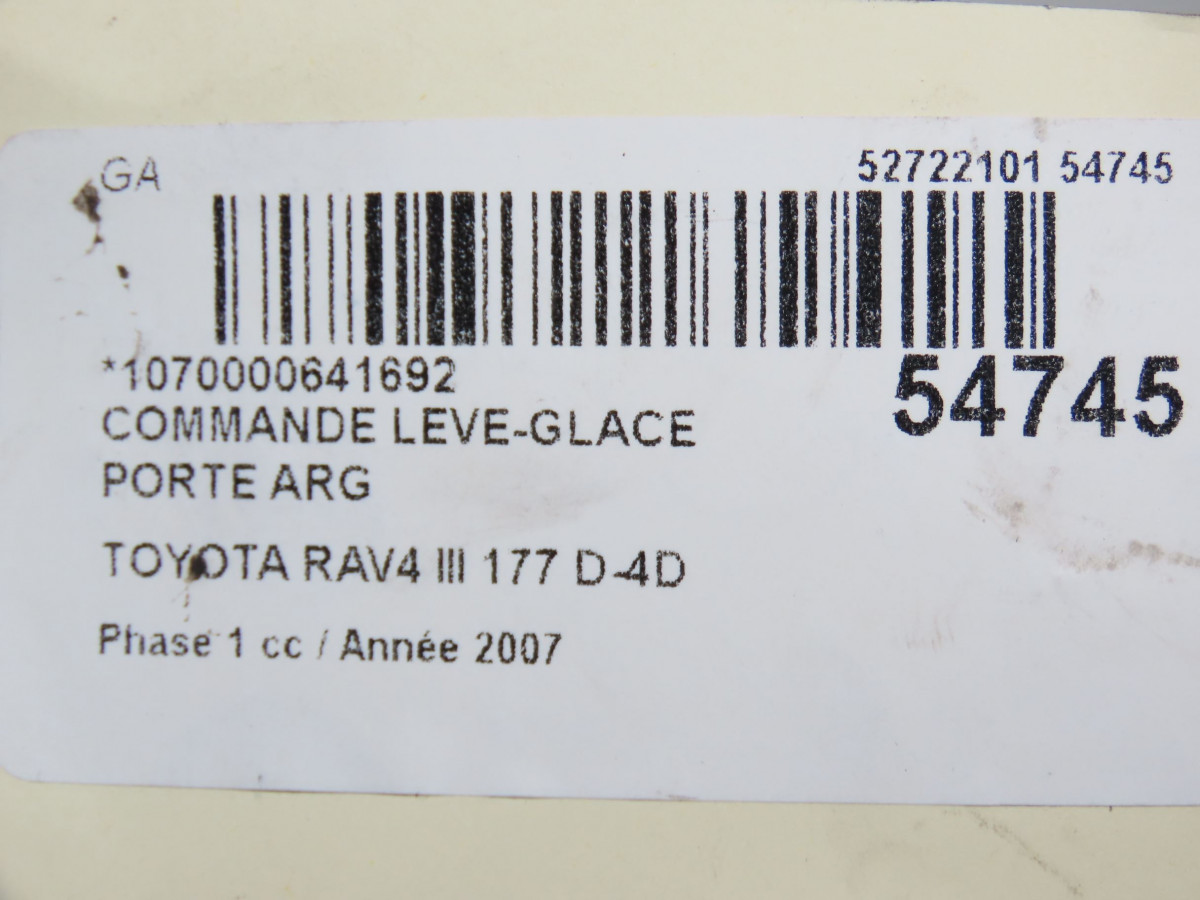 GA 52722101 54745
*1070000641692 54745
COMMANDE LEVE-GLACE
PORTE ARG
TOYOTA RAV4 III 177 D-4D
Phase 1 cc / Année 2007